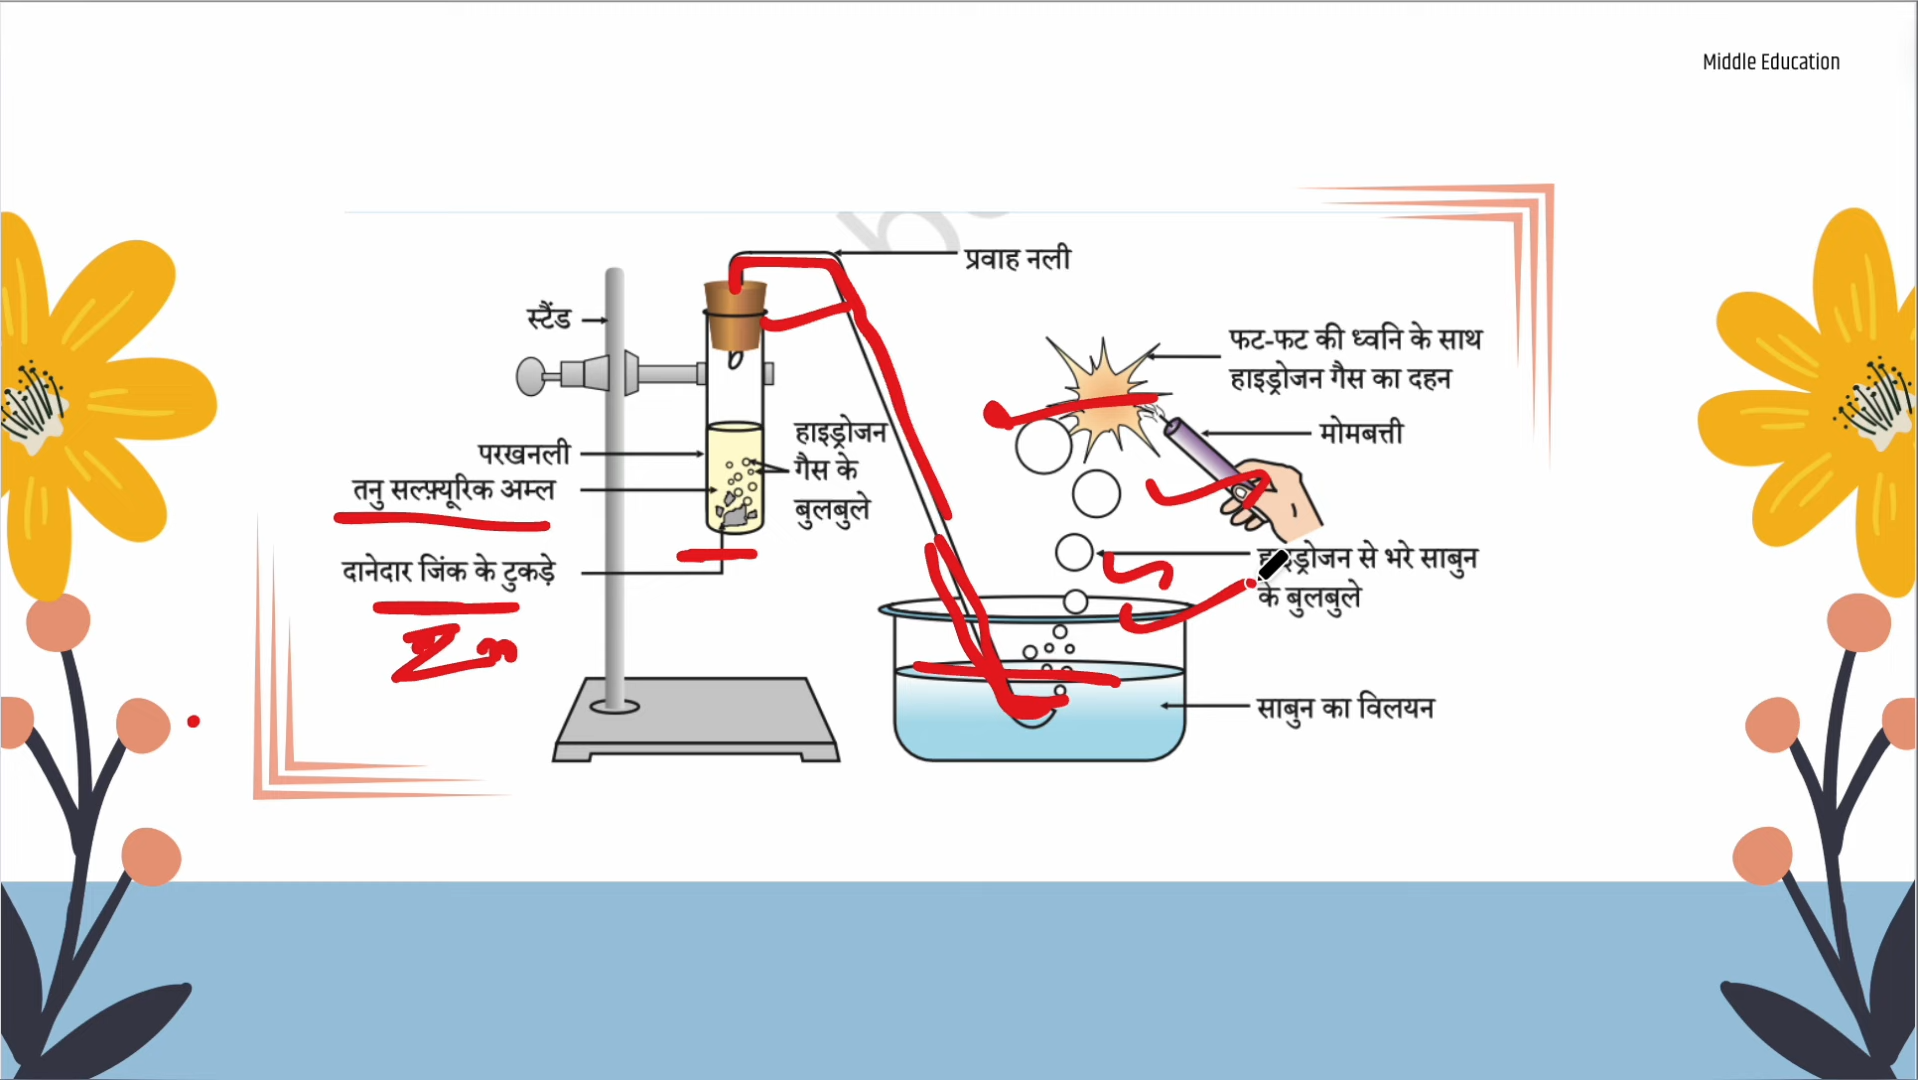 Middle Education
प्रवाह नली
स्टैंड
फट-फट की ध्वनि के साथ
हाइड्रोजन गैस का दहन
मोमबत्ती
हाइड्रोजन
गैस के
बुलबुले
परखनली
तनु सल्फ़्यूरिक अम्ल
दानेदार जिंक के टुकड़े
Zn
हाइड्रोजन से भरे साबुन
के बुलबुले
साबुन का विलयन